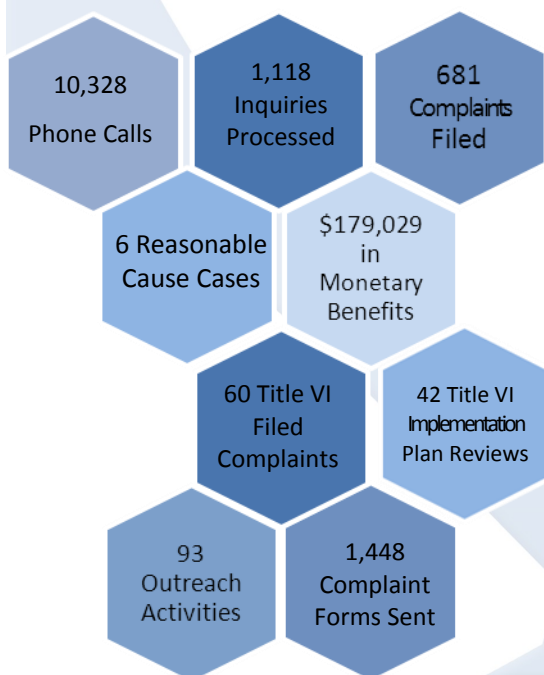 10,328
Phone Calls
1,118
Inquiries
Processed
681
Complaints
Filed
6 Reasonable
Cause Cases
$179,029
in
Monetary
Benefits
60 Title VI
Filed
Complaints
42 Title VI
Implementation
Plan Reviews
93
Outreach
Activities
1,448
Complaint
Forms Sent